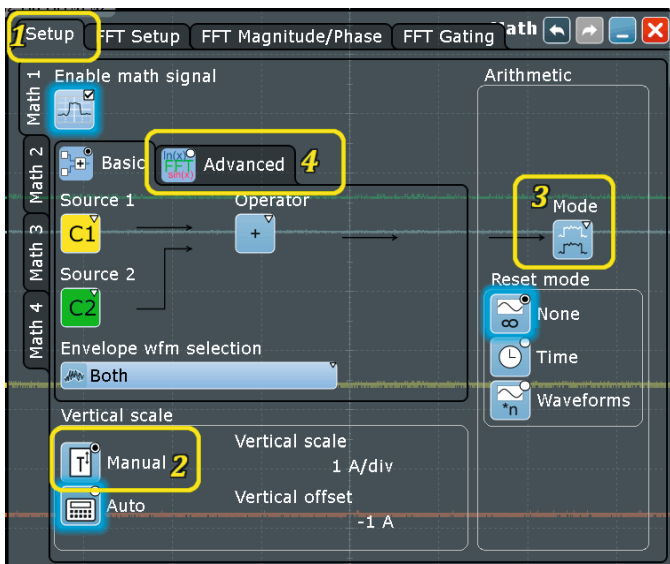 1 Setup FFT Setup FFT Magnitude/Phase FFT Gating ath
Math 1
Math 2
Math 3
Math 4
Enable math signal
Basic
ln(x)
FFT
sin(x)
Advanced 4
Source 1
Operator
C1
+
Source 2
C2
Envelope wfm selection
Both
Vertical scale
Manual 2
Auto
Vertical scale
1 A/div
Vertical offset
-1 A
Arithmetic
3 Mode
Reset mode
∞ None
Time
*n Waveforms